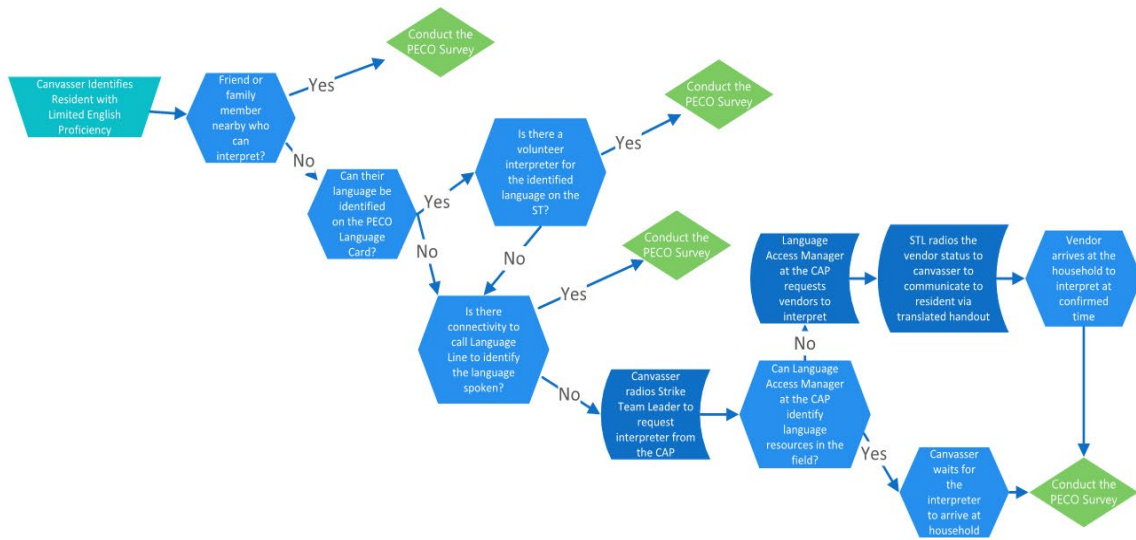 Conduct the
PECO Survey
Canvasser Identifies
Resident with
Limited English
Proficiency
Friend or
family
member
nearby who
can
interpret?
Yes
No
Conduct the
PECO Survey
Is there a
volunteer
interpreter for
the identified
language on the
ST?
Yes
Can their
language be
identified
on the PECO
Language
Card?
Yes
No
No
Conduct the
PECO Survey
Is there
connectivity to
call Language
Line to identify
the language
spoken?
Yes
No
Language
Access Manager
at the CAP
requests
vendors to
interpret
STL radios the
vendor status to
canvasser to
communicate to
resident via
translated handout
Vendor
arrives at the
household to
interpret at
confirmed
time
No
Canvasser
radios Strike
Team Leader to
request
interpreter from
the CAP
Can Language
Access Manager
at the CAP
identify
language
resources in the
field?
Yes
Canvasser
waits for
the
interpreter
to arrive at
household
Conduct the
PECO Survey